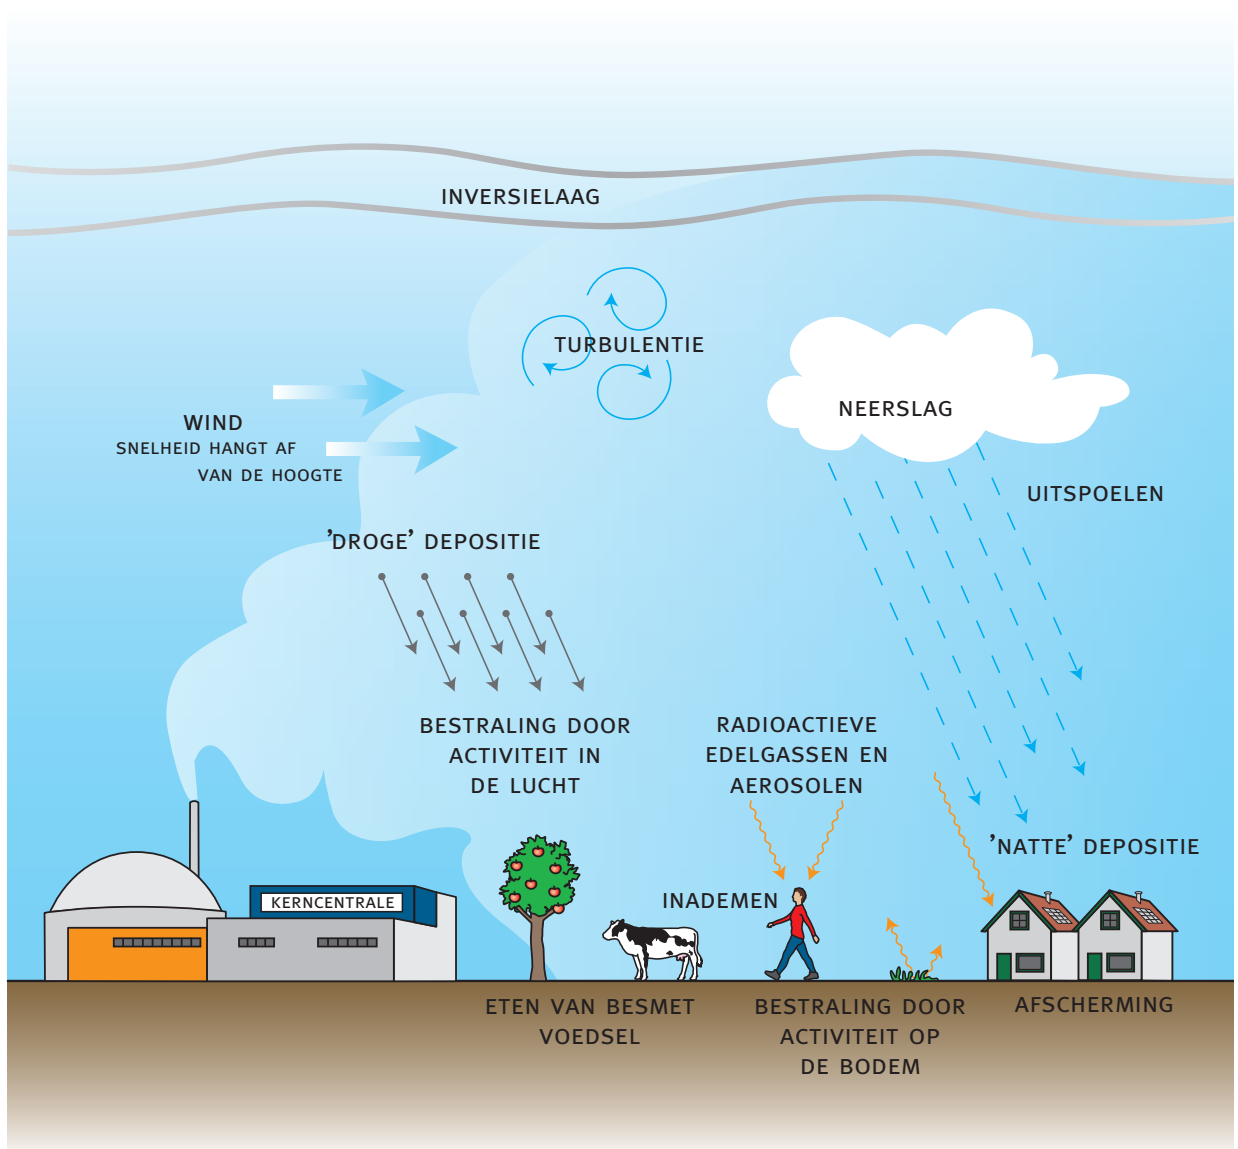 INVERSIELAAG
TURBULENTIE
NEERSLAG
WIND
SNELHEID HANGT AF
VAN DE HOOGTE
UITSPOELEN
'DROGE' DEPOSITIE
BESTRALING DOOR
ACTIVITEIT IN
DE LUCHT
RADIOACTIEVE
EDELGASSEN EN
AEROSOLEN
'NATTE' DEPOSITIE
KERNCENTRALE
INADEMEN
ETEN VAN BESMET
VOEDSEL
BESTRALING DOOR
ACTIVITEIT OP
DE BODEM
AFSCHERMING